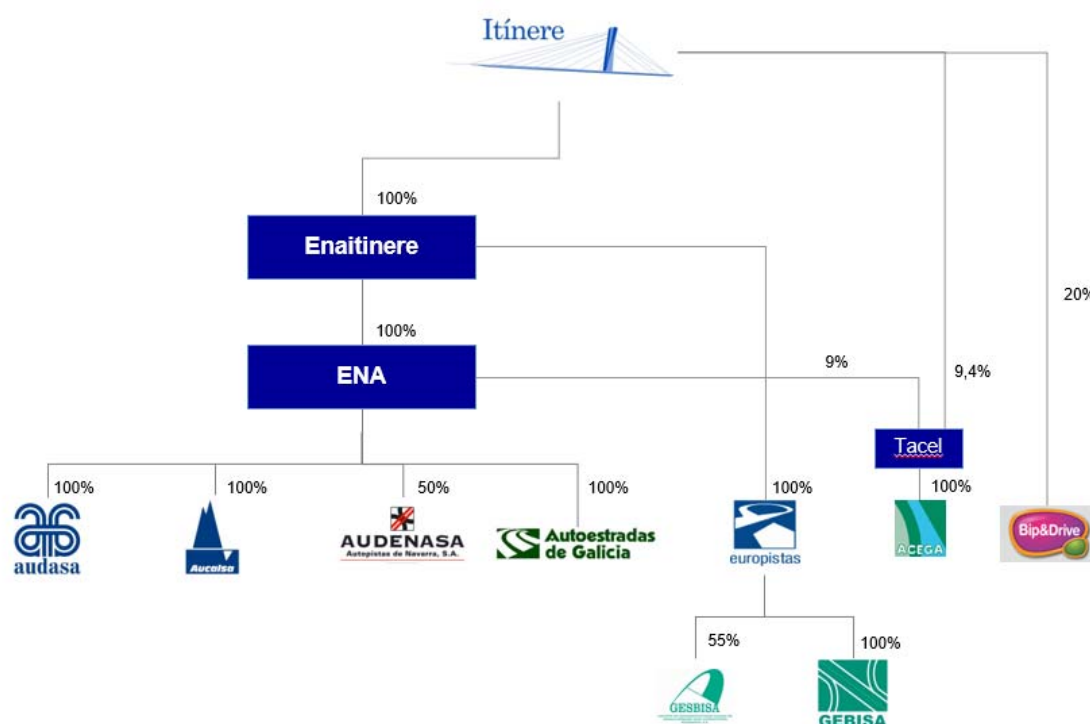 Itínere
100%
Enaitinere
20%
100%
ENA
9%
9,4%
Tacel
100%
100%
50%
100%
100%
100%
audasa
Aucalsa
AUDENASA
Autopistas de Navarra, S.A.
Autoestradas
de Galicia
europistas
ACEGA
Bip&Drive
55%
100%
GESBISA
GEBISA